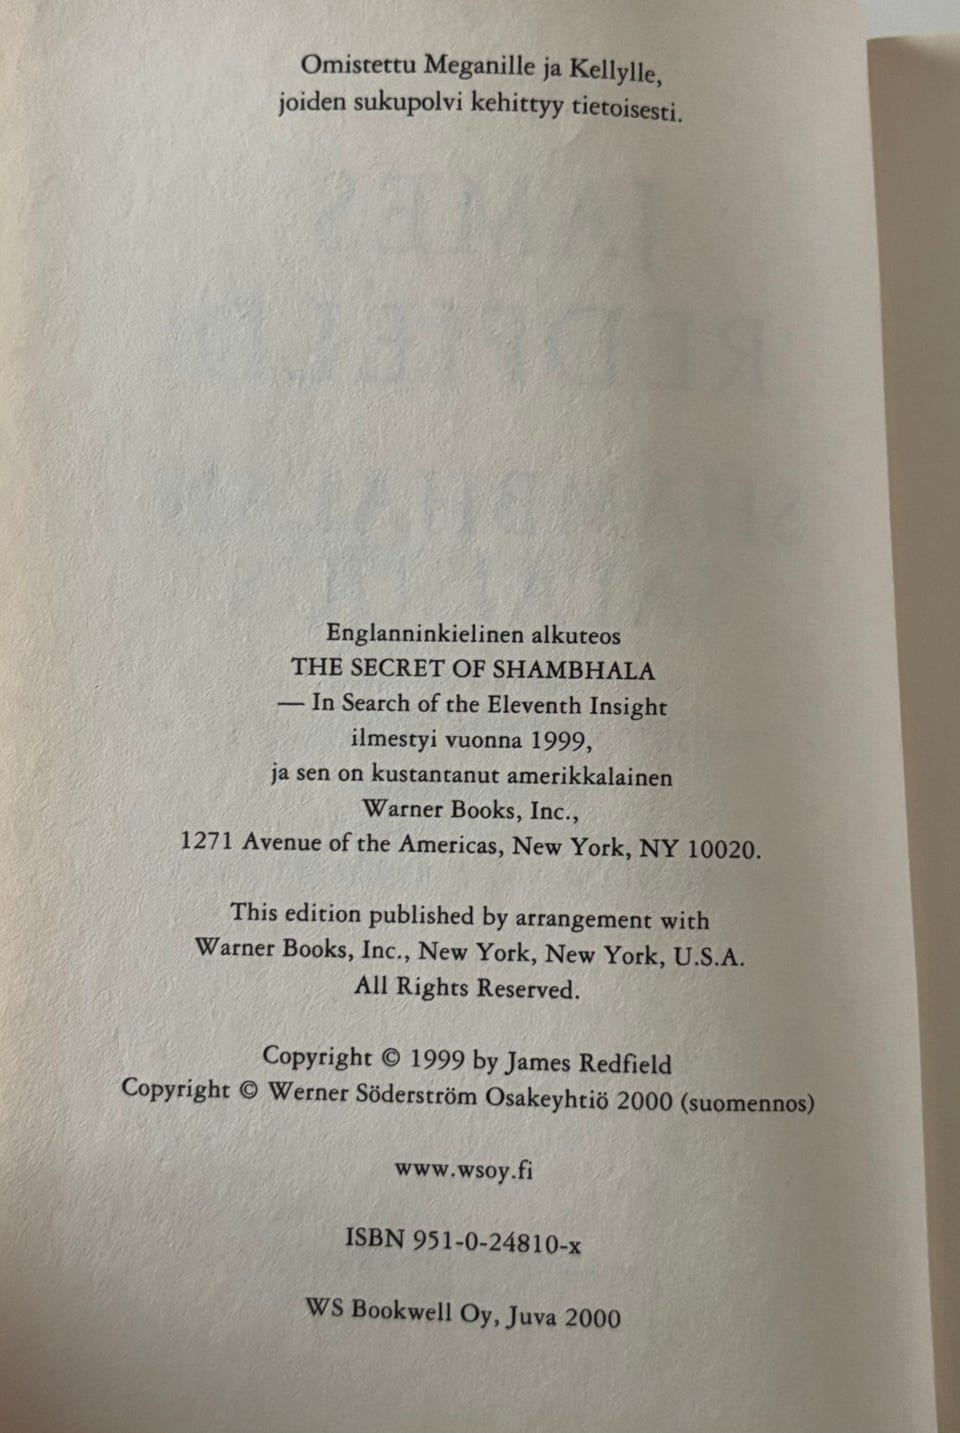 Omistettu Meganille ja Kellylle,
joiden sukupolvi kehittyy tietoisesti.
JAMES
REDFIELD
Englanninkielinen alkuteos
THE SECRET OF SHAMBHALA
— In Search of the Eleventh Insight
ilmestyi vuonna 1999,
ja sen on kustantanut amerikkalainen
Warner Books, Inc.,
1271 Avenue of the Americas, New York, NY 10020.
This edition published by arrangement with
Warner Books, Inc., New York, New York, U.S.A.
All Rights Reserved.
Copyright © 1999 by James Redfield
Copyright © Werner Söderström Osakeyhtiö 2000 (suomennos)
www.wsoy.fi
ISBN 951-0-24810-x
WS Bookwell Oy, Juva 2000